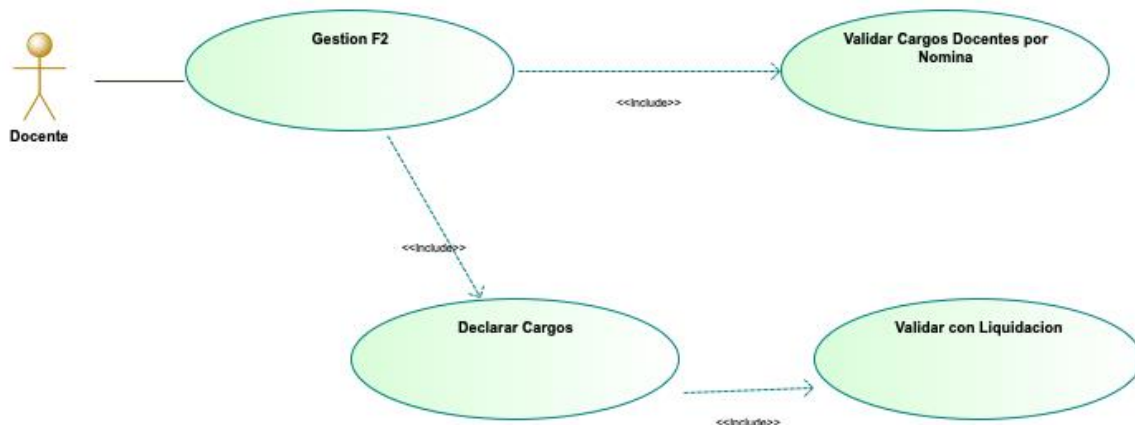 Gestion F2
Validar Cargos Docentes por
Nomina
<<Include>>
Docente
<<Include>>
Declarar Cargos
Validar con Liquidacion
<<Include>>